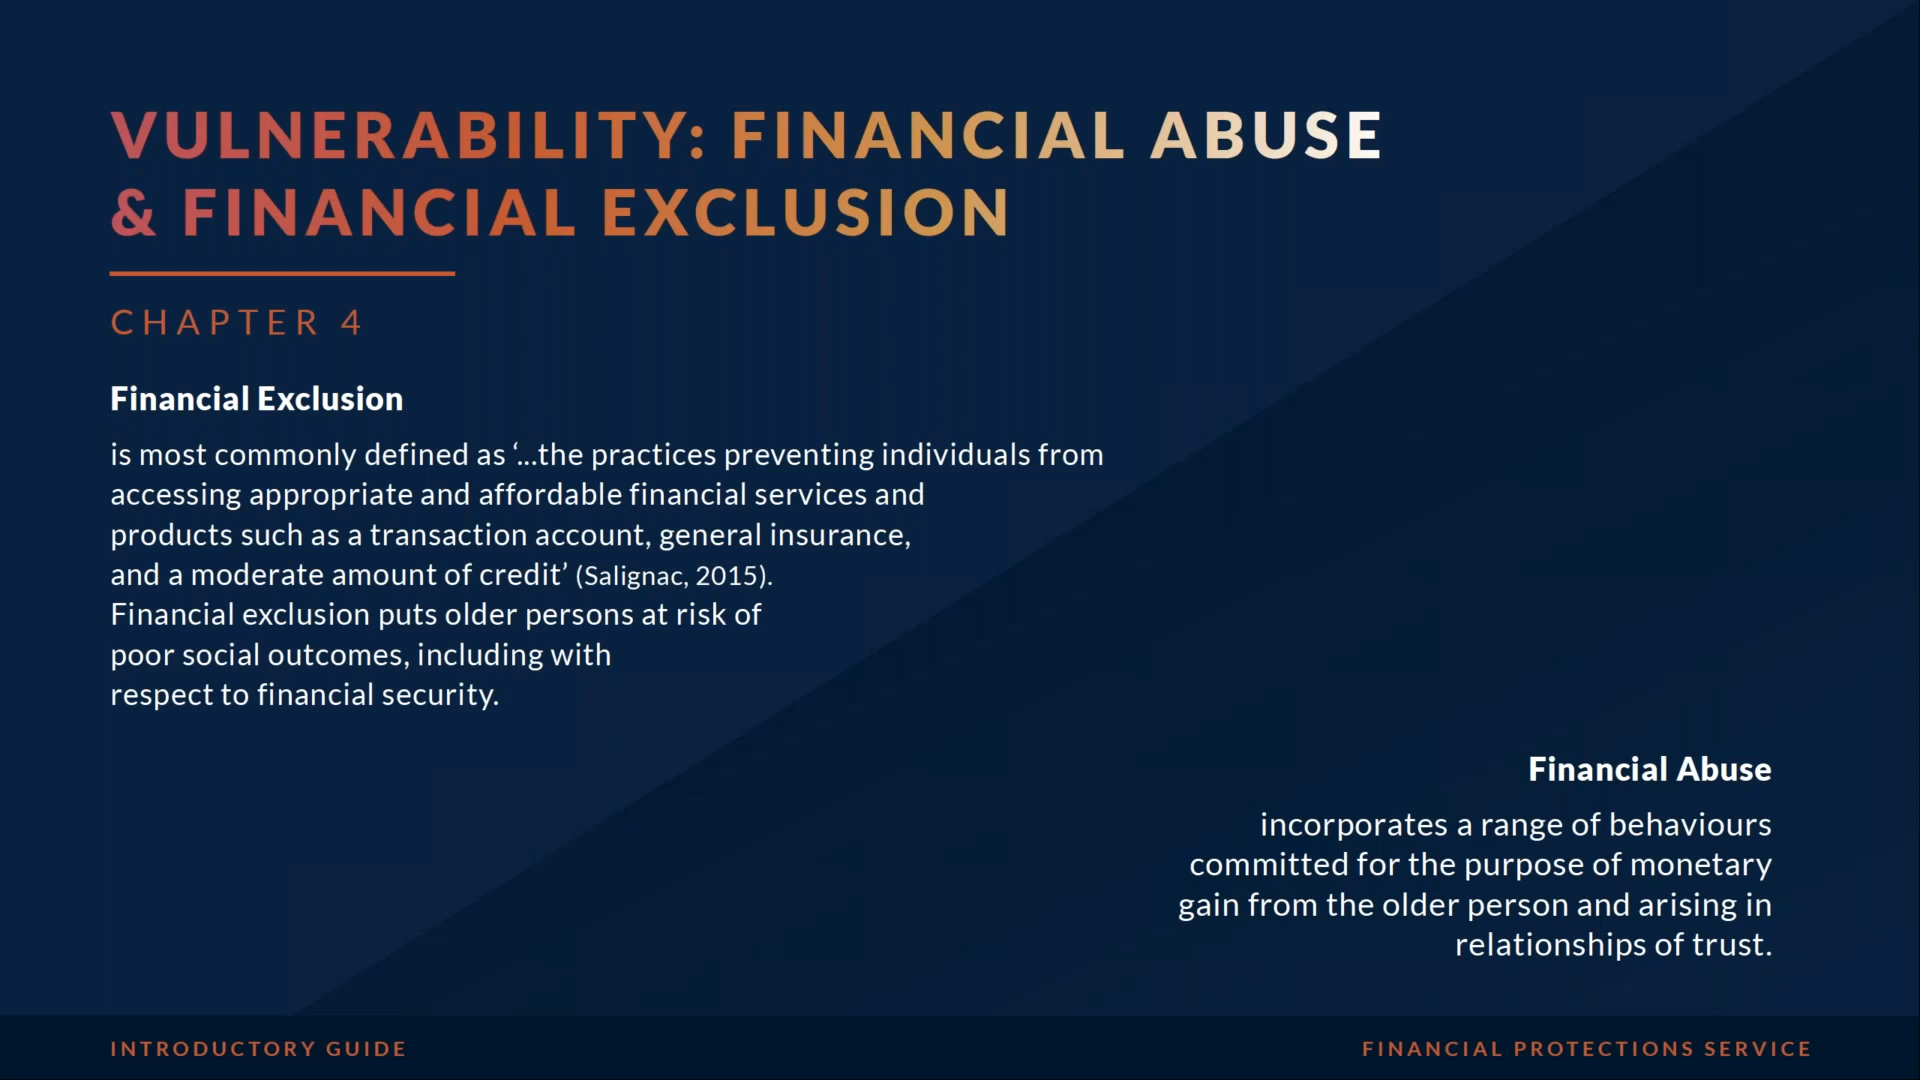 VULNERABILITY: FINANCIAL ABUSE
& FINANCIAL EXCLUSION
CHAPTER 4
Financial Exclusion
is most commonly defined as ‘...the practices preventing individuals from
accessing appropriate and affordable financial services and
products such as a transaction account, general insurance,
and a moderate amount of credit’ (Salignac, 2015).
Financial exclusion puts older persons at risk of
poor social outcomes, including with
respect to financial security.
Financial Abuse
incorporates a range of behaviours
committed for the purpose of monetary
gain from the older person and arising in
relationships of trust.
INTRODUCTORY GUIDE
FINANCIAL PROTECTIONS SERVICE